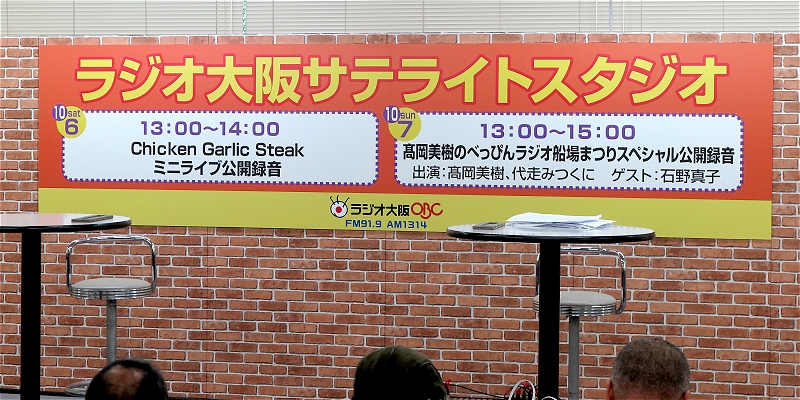 ラジオ大阪サテライトスタジオ
10 sat 6
13:00～14:00
Chicken Garlic Steak
ミニライブ公開録音
10 sun 7
13:00～15:00
髙岡美樹のべっぴんラジオ船場まつりスペシャル公開録音
出演:髙岡美樹、代走みつくに　ゲスト:石野真子
ラジオ大阪 OBC
FM91.9 AM1314